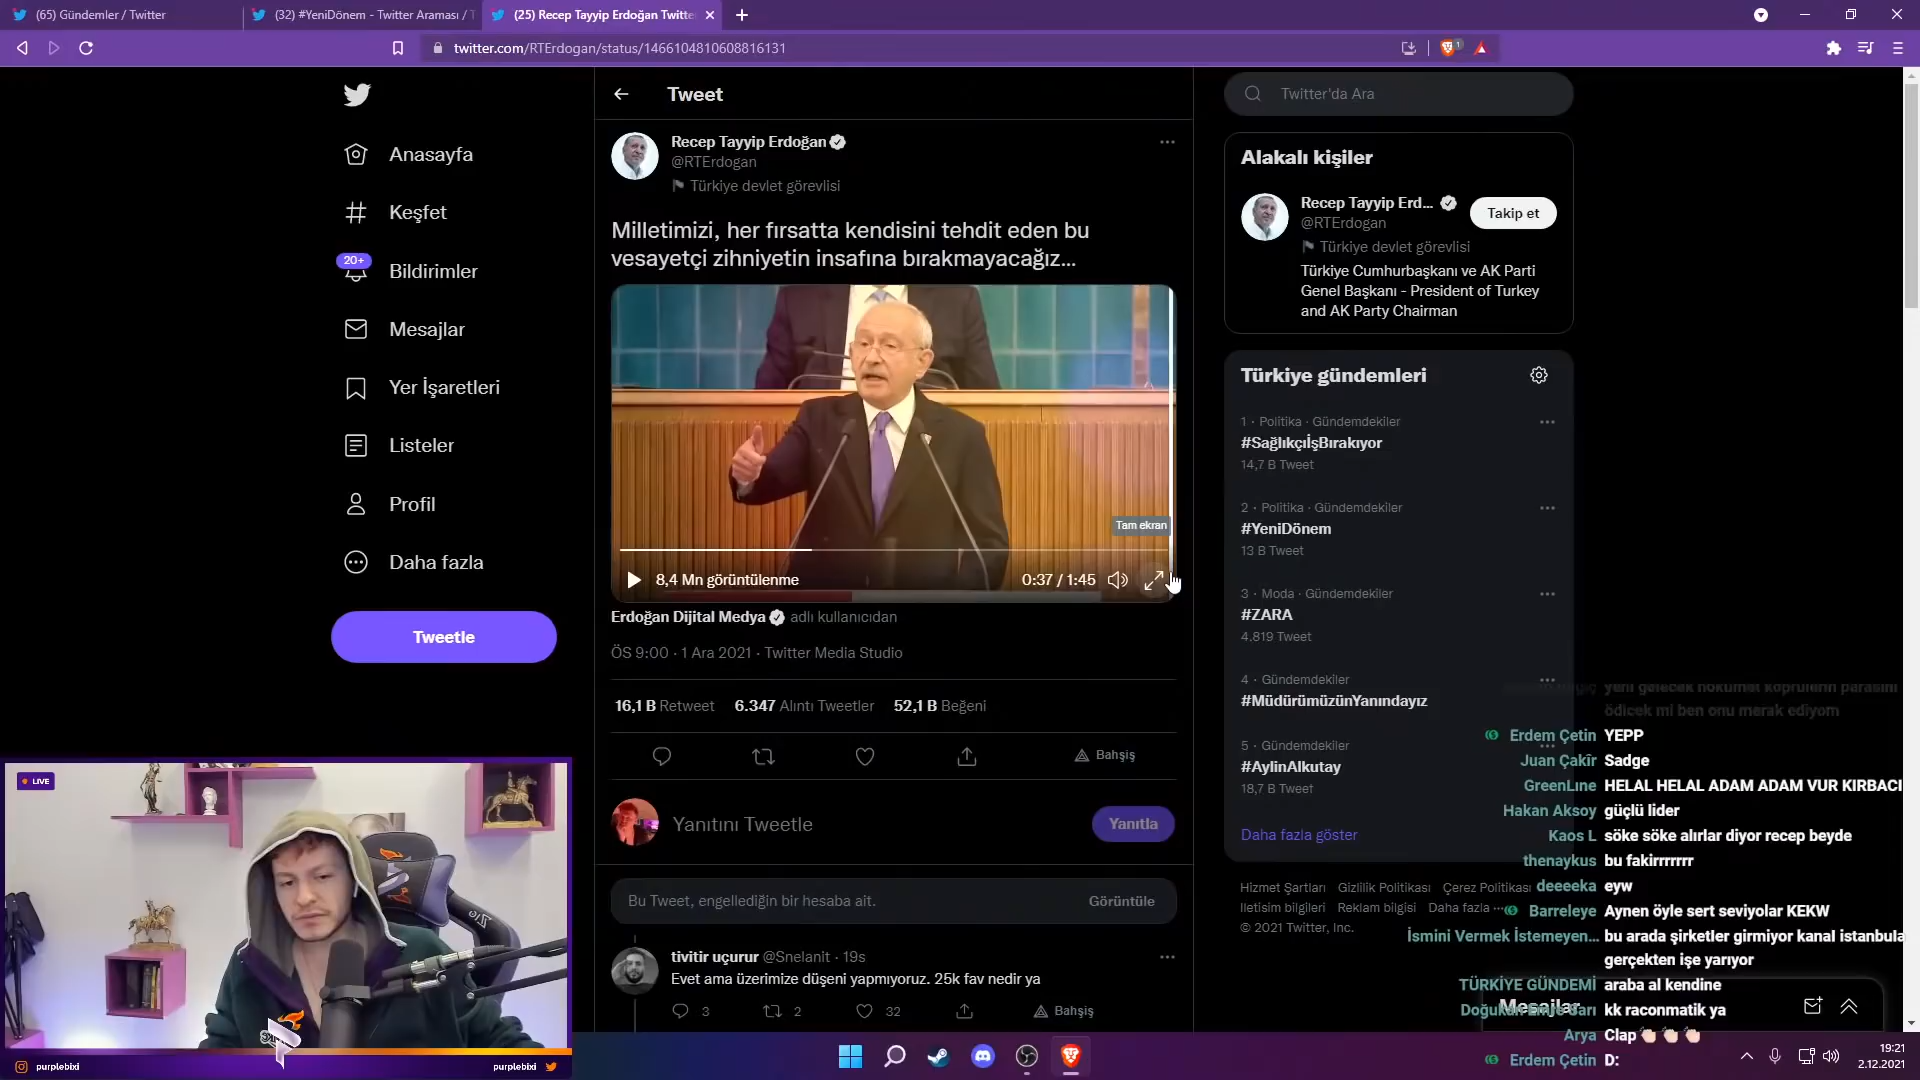 (65) Gündemler / Twitter
(32) #YeniDönem - Twitter Araması / T
(25) Recep Tayyip Erdoğan Twitte
twitter.com/RTErdogan/status/1466104810608816131
1
Anasayfa
Keşfet
20+
Bildirimler
Mesajlar
Yer İşaretleri
Listeler
Profil
Daha fazla
Tweetle
Tweet
Recep Tayyip Erdoğan
@RTErdogan
Türkiye devlet görevlisi
Milletimizi, her fırsatta kendisini tehdit eden bu
vesayetçi zihniyetin insafına bırakmayacağız...
Tam ekran
8,4 Mn görüntülenme
0:37 / 1:45
Erdoğan Dijital Medya adlı kullanıcıdan
ÖS 9:00 · 1 Ara 2021 · Twitter Media Studio
16,1 B Retweet 6.347 Alıntı Tweetler 52,1 B Beğeni
Bahşiş
Yanıtını Tweetle
Yanıtla
Bu Tweet, engellediğin bir hesaba ait.
Görüntüle
tivitir uçurur @Snelanit · 19s
Evet ama üzerimize düşeni yapmıyoruz. 25k fav nedir ya
3 2 32 Bahşiş
Twitter'da Ara
Alakalı kişiler
Recep Tayyip Erd...
@RTErdogan
Takip et
Türkiye devlet görevlisi
Türkiye Cumhurbaşkanı ve AK Parti
Genel Başkanı - President of Turkey
and AK Party Chairman
Türkiye gündemleri
1 · Politika · Gündemdekiler
#SağlıkçıİşBırakıyor
14,7 B Tweet
2 · Politika · Gündemdekiler
#YeniDönem
13 B Tweet
3 · Moda · Gündemdekiler
#ZARA
4.819 Tweet
4 · Gündemdekiler
#MüdürümüzünYanındayız
5 · Gündemdekiler
#AylinAlkutay
18,7 B Tweet
Daha fazla göster
Hizmet Şartları Gizlilik Politikası Çerez Politikası
İletisim bilgileri Reklam bilgisi Daha fazla ···
© 2021 Twitter, Inc.
yeni gelecek hökümet köprülerin parasını
ödicek mi ben onu merak ediyom
Erdem Çetin YEPP
Juan Çakîr Sadge
GreenLıne HELAL HELAL ADAM ADAM VUR KIRBACI
Hakan Aksoy güçlü lider
Kaos L söke söke alırlar diyor recep beyde
thenaykus bu fakirrrrrrr
deeeeka eyw
Barreleye Aynen öyle sert seviyolar KEKW
İsmini Vermek İstemeyen... bu arada şirketler girmiyor kanal istanbula
gerçekten işe yarıyor
TÜRKİYE GÜNDEMİ araba al kendine
Mesajlar
kk raconmatik ya
Arya Clap
Erdem Çetin D:
LIVE
purplebixi
purplebixi
19:21
2.12.2021